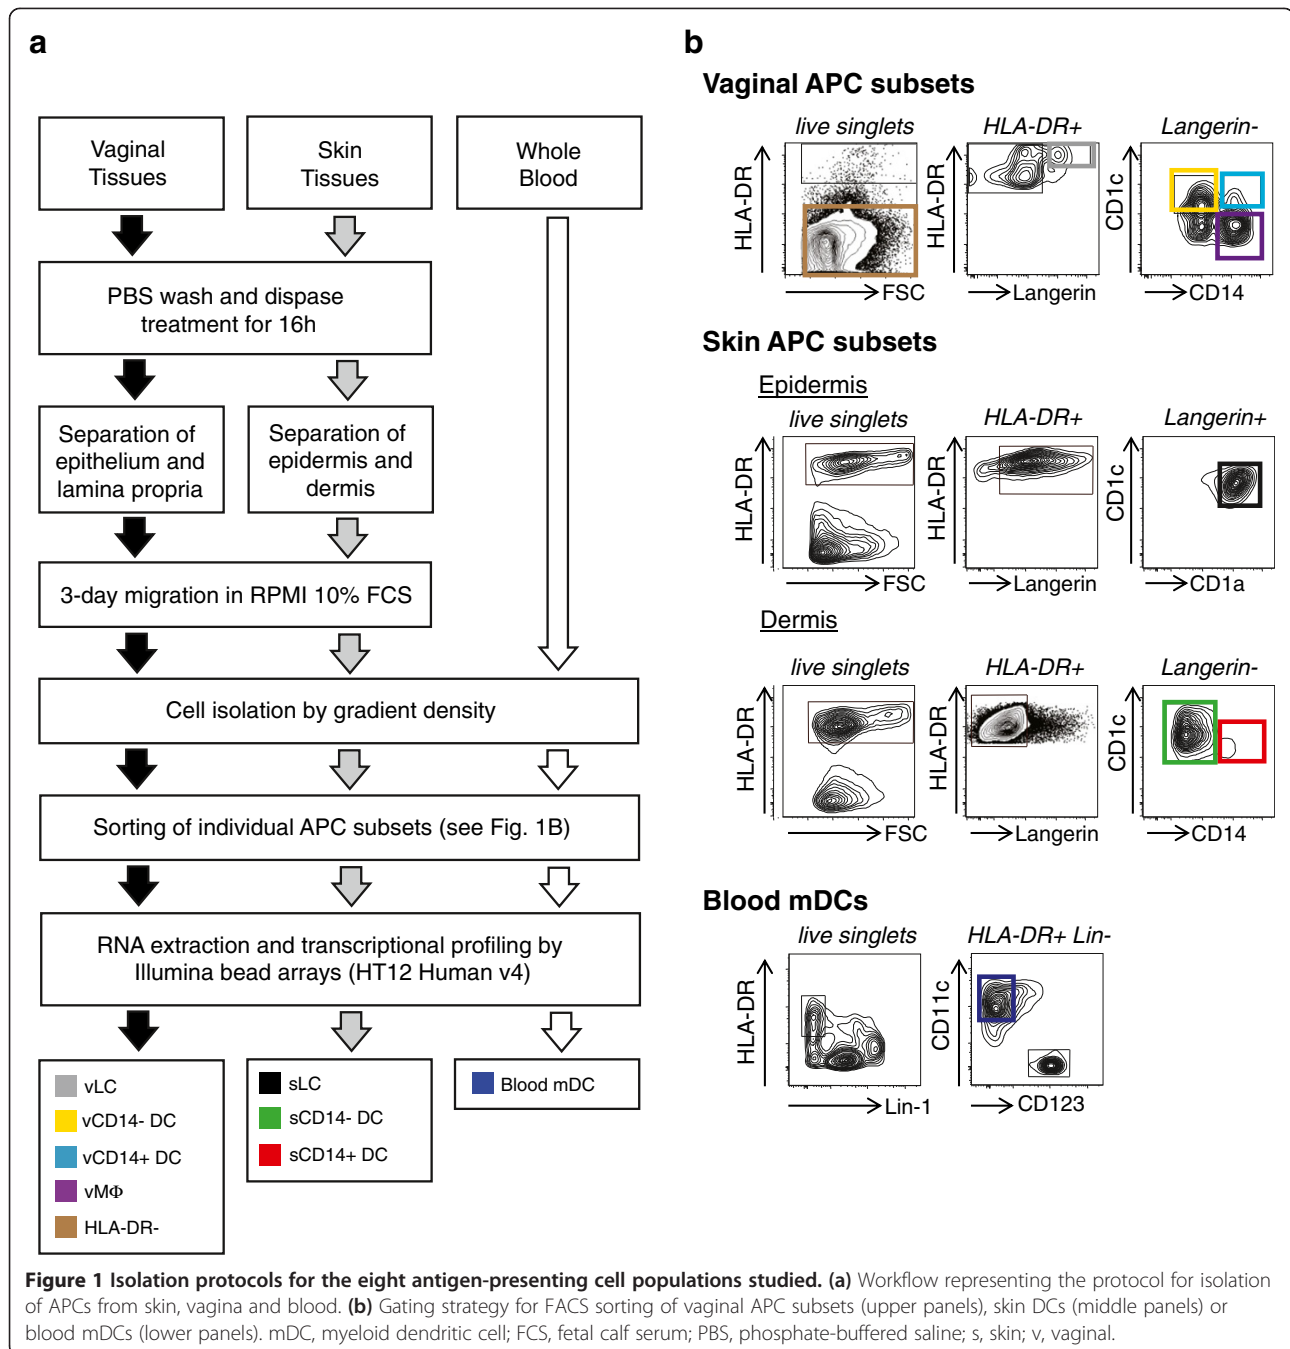 a
Vaginal
Tissues
Skin
Tissues
Whole
Blood
PBS wash and dispase
treatment for 16h
Separation of
epithelium and
lamina propria
Separation of
epidermis and
dermis
3-day migration in RPMI 10% FCS
Cell isolation by gradient density
Sorting of individual APC subsets (see Fig. 1B)
RNA extraction and transcriptional profiling by
Illumina bead arrays (HT12 Human v4)
vLC
vCD14- DC
vCD14+ DC
vMΦ
HLA-DR-
sLC
sCD14- DC
sCD14+ DC
Blood mDC
b
Vaginal APC subsets
live singlets
HLA-DR
FSC
HLA-DR+
HLA-DR
Langerin
Langerin-
CD1c
CD14
Skin APC subsets
Epidermis
live singlets
HLA-DR
FSC
HLA-DR+
HLA-DR
Langerin
Langerin+
CD1c
CD1a
Dermis
live singlets
HLA-DR
FSC
HLA-DR+
HLA-DR
Langerin
Langerin-
CD1c
CD14
Blood mDCs
live singlets
HLA-DR
Lin-1
HLA-DR+ Lin-
CD11c
CD123
Figure 1 Isolation protocols for the eight antigen-presenting cell populations studied. (a) Workflow representing the protocol for isolation
of APCs from skin, vagina and blood. (b) Gating strategy for FACS sorting of vaginal APC subsets (upper panels), skin DCs (middle panels) or
blood mDCs (lower panels). mDC, myeloid dendritic cell; FCS, fetal calf serum; PBS, phosphate-buffered saline; s, skin; v, vaginal.